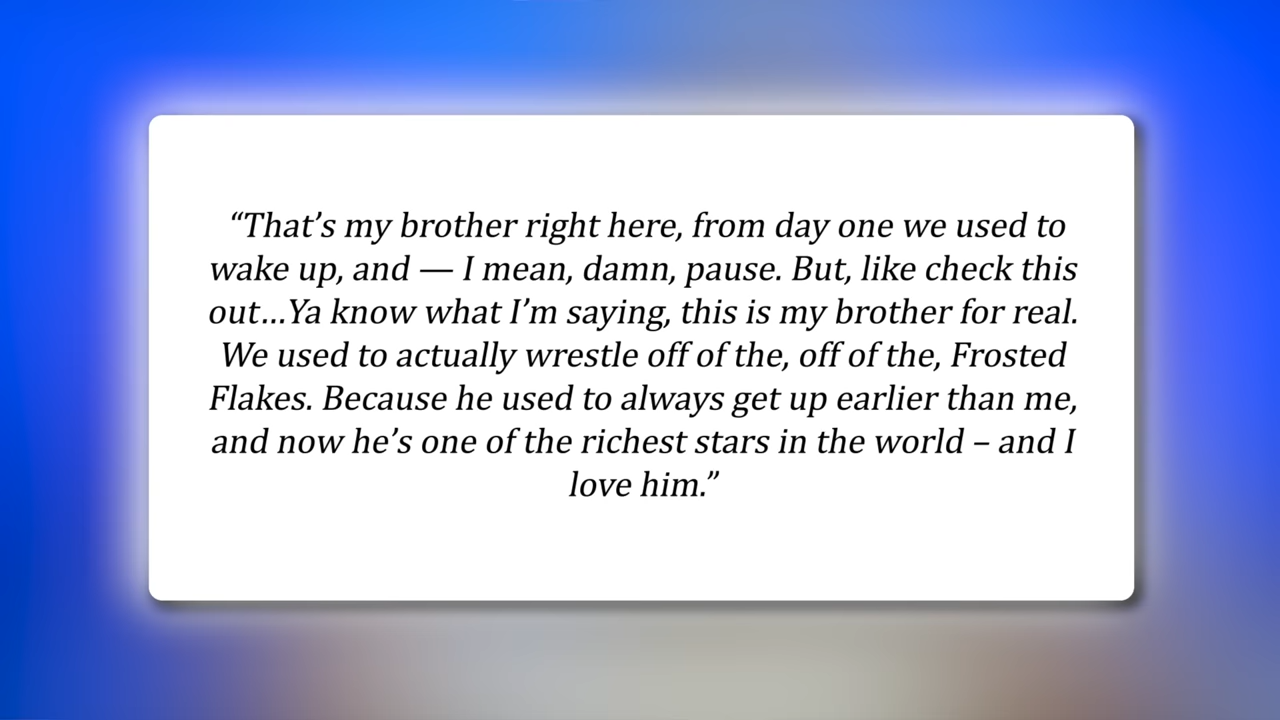 “That’s my brother right here, from day one we used to
wake up, and — I mean, damn, pause. But, like check this
out…Ya know what I’m saying, this is my brother for real.
We used to actually wrestle off of the, off of the, Frosted
Flakes. Because he used to always get up earlier than me,
and now he’s one of the richest stars in the world – and I
love him.”